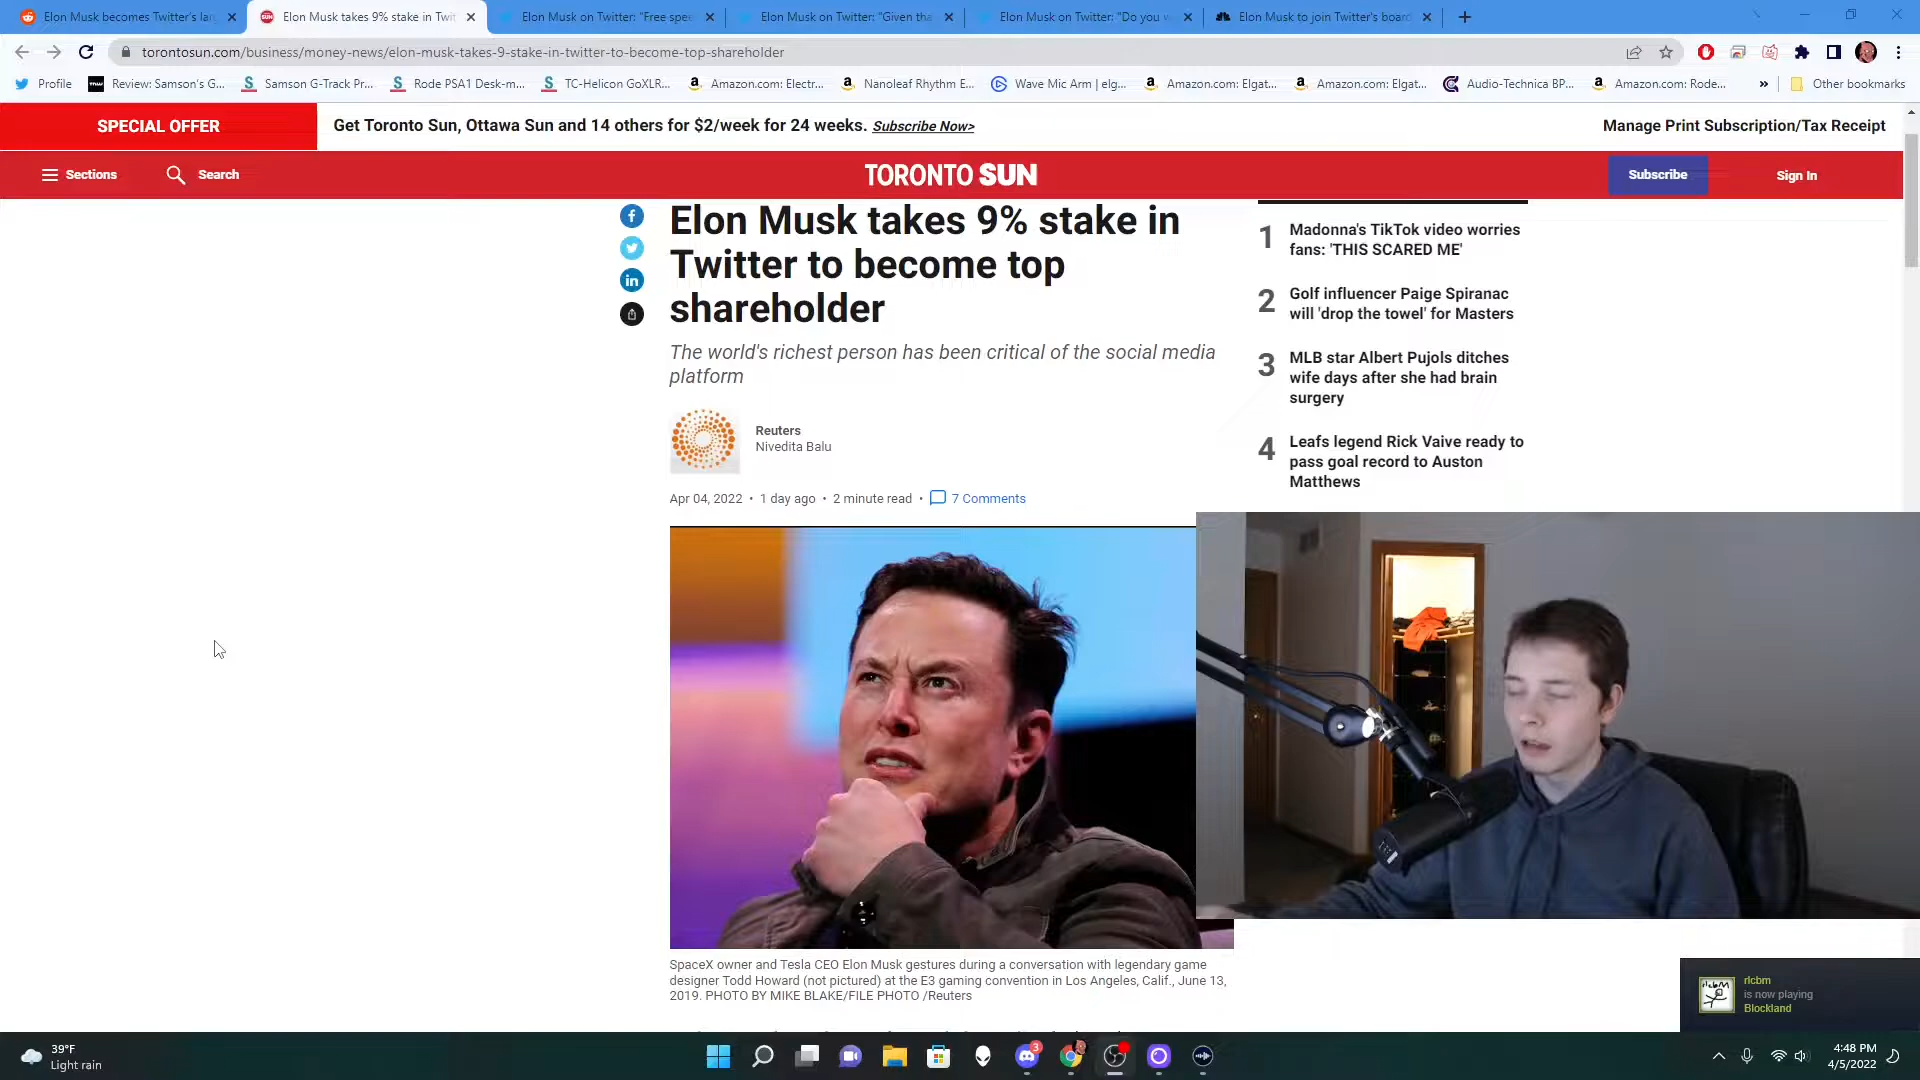 Elon Musk becomes Twitter's lar
Elon Musk takes 9% stake in Twit
Elon Musk on Twitter: "Free spee
Elon Musk on Twitter: "Given tha
Elon Musk on Twitter: "Do you w
Elon Musk to join Twitter's board
torontosun.com/business/money-news/elon-musk-takes-9-stake-in-twitter-to-become-top-shareholder
Profile
Review: Samson's G...
Samson G-Track Pr...
Rode PSA1 Desk-m...
TC-Helicon GoXLR...
Amazon.com: Electr...
Nanoleaf Rhythm E...
Wave Mic Arm | elg...
Amazon.com: Elgat...
Amazon.com: Elgat...
Audio-Technica BP...
Amazon.com: Rode...
»
Other bookmarks
SPECIAL OFFER
Get Toronto Sun, Ottawa Sun and 14 others for $2/week for 24 weeks. Subscribe Now>
Manage Print Subscription/Tax Receipt
Sections
Search
TORONTO SUN
Subscribe
Sign In
Elon Musk takes 9% stake in
Twitter to become top
shareholder
The world's richest person has been critical of the social media
platform
Reuters
Nivedita Balu
Apr 04, 2022 • 1 day ago • 2 minute read • 7 Comments
1 Madonna's TikTok video worries
fans: 'THIS SCARED ME'
2 Golf influencer Paige Spiranac
will 'drop the towel' for Masters
3 MLB star Albert Pujols ditches
wife days after she had brain
surgery
4 Leafs legend Rick Vaive ready to
pass goal record to Auston
Matthews
SpaceX owner and Tesla CEO Elon Musk gestures during a conversation with legendary game
designer Todd Howard (not pictured) at the E3 gaming convention in Los Angeles, Calif., June 13,
2019. PHOTO BY MIKE BLAKE/FILE PHOTO /Reuters
rlcbm
is now playing
Blockland
39°F
Light rain
3
4:48 PM
4/5/2022